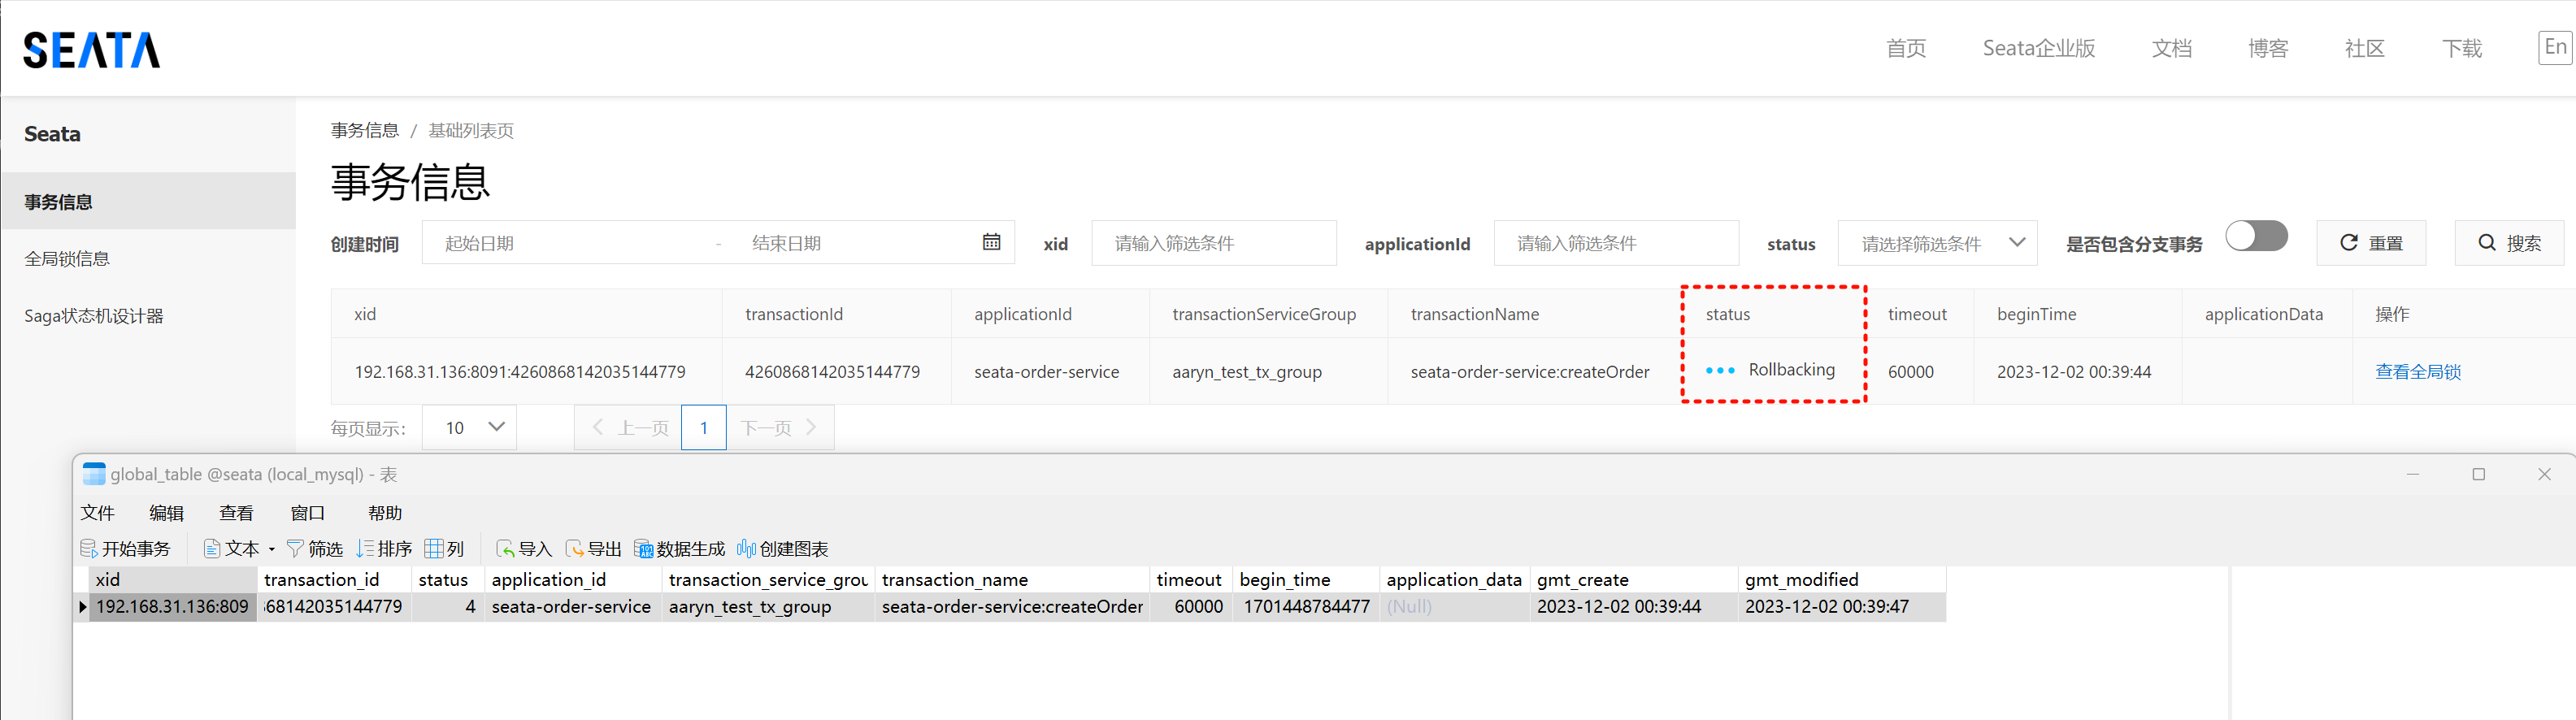 SEATA
首页 Seata企业版 文档 博客 社区 下载 En
Seata
事务信息
全局锁信息
Saga状态机设计器
事务信息 / 基础列表页
事务信息
创建时间 起始日期 - 结束日期 xid 请输入筛选条件 applicationId 请输入筛选条件 status 请选择筛选条件 是否包含分支事务 重置 搜索
xid transactionId applicationId transactionServiceGroup transactionName status timeout beginTime applicationData 操作
192.168.31.136:8091:4260868142035144779 4260868142035144779 seata-order-service aaryn_test_tx_group seata-order-service:createOrder Rollbacking 60000 2023-12-02 00:39:44 查看全局锁
每页显示: 10 上一页 1 下一页
global_table @seata (local_mysql) - 表
文件 编辑 查看 窗口 帮助
开始事务 文本 筛选 排序 列 导入 导出 数据生成 创建图表
xid transaction_id status application_id transaction_service_grou transaction_name timeout begin_time application_data gmt_create gmt_modified
192.168.31.136:809 68142035144779 4 seata-order-service aaryn_test_tx_group seata-order-service:createOrder 60000 1701448784477 (Null) 2023-12-02 00:39:44 2023-12-02 00:39:47